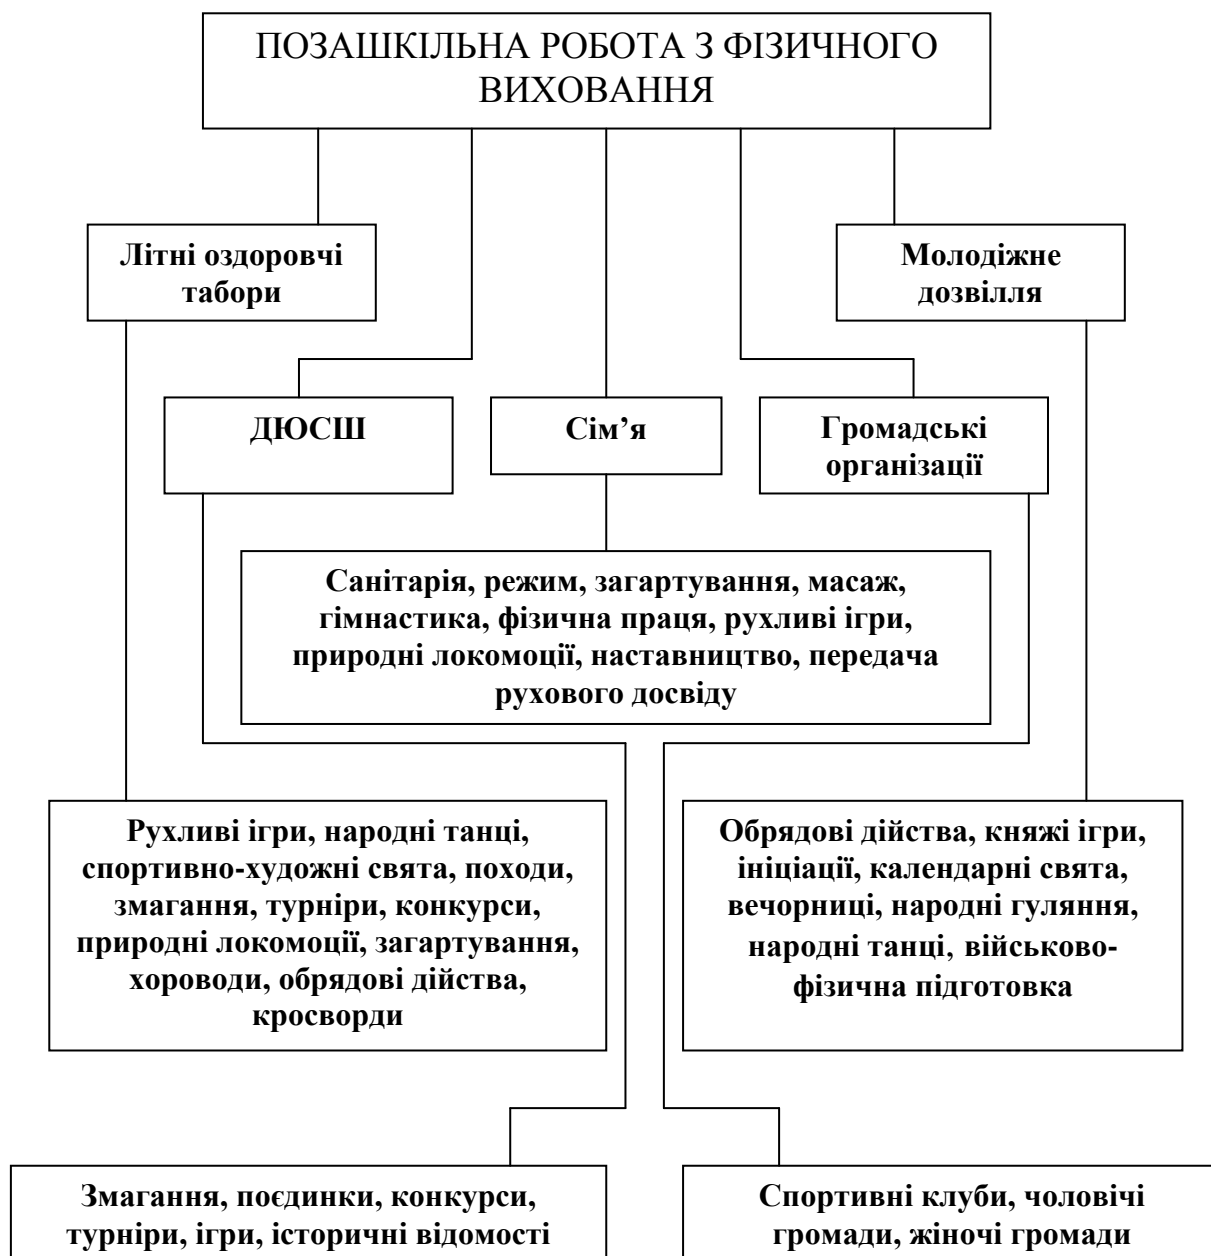 ПОЗАШКІЛЬНА РОБОТА З ФІЗИЧНОГО
ВИХОВАННЯ
Літні оздоровчі
табори
Молодіжне
дозвілля
ДЮСШ
Сім’я
Громадські
організації
Санітарія, режим, загартування, масаж,
гімнастика, фізична праця, рухливі ігри,
природні локомоції, наставництво, передача
рухового досвіду
Рухливі ігри, народні танці,
спортивно-художні свята, походи,
змагання, турніри, конкурси,
природні локомоції, загартування,
хороводи, обрядові дійства,
кросворди
Обрядові дійства, княжі ігри,
ініціації, календарні свята,
вечорниці, народні гуляння,
народні танці, військово-
фізична підготовка
Змагання, поєдинки, конкурси,
турніри, ігри, історичні відомості
Спортивні клуби, чоловічі
громади, жіночі громади